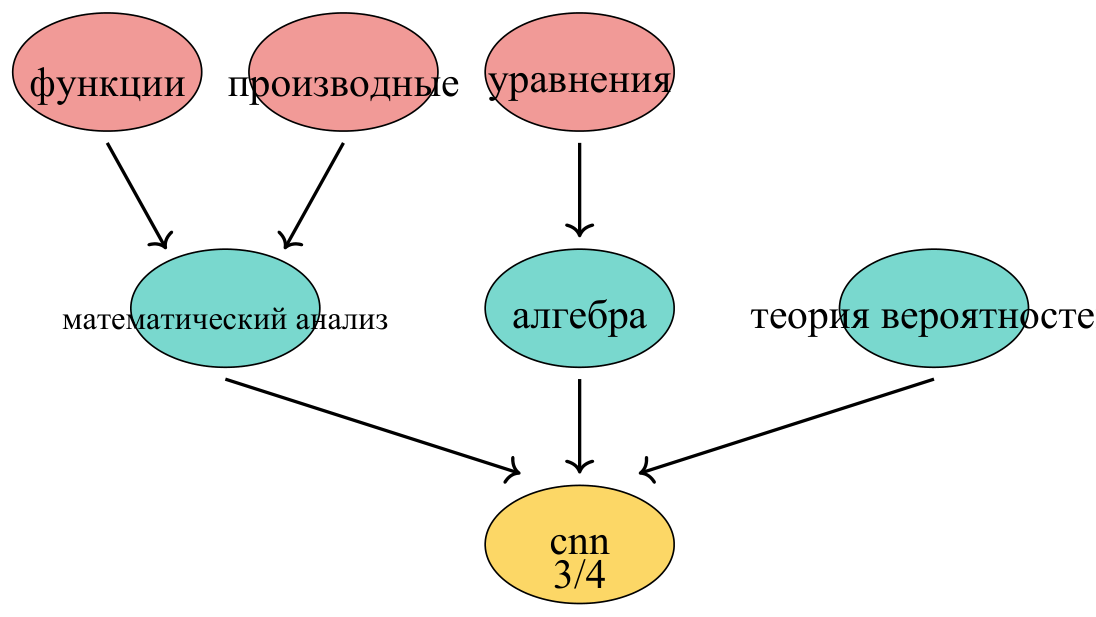 функции
производные
уравнения
математический анализ
алгебра
теория вероятносте
cnn
3/4